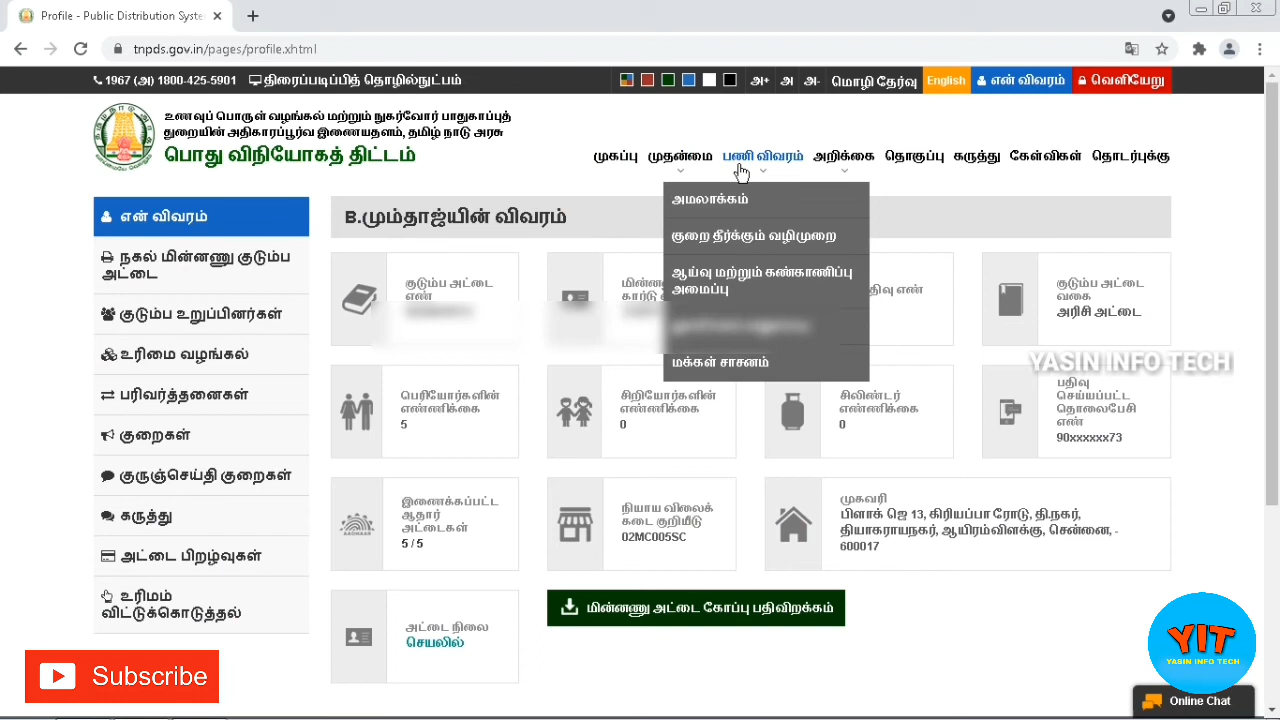 Profile - Public Distribution Syste
tnpds.gov.in/pages/profile.xhtml
1967 (அ) 1800-425-5901 திரைப்படிப்பித் தொழில்நுட்பம்
அ+ அ அ- மொழி தேர்வு English என் விவரம் வெளியேறு
உணவுப் பொருள் வழங்கல் மற்றும் நுகர்வோர் பாதுகாப்புத்
துறையின் அதிகாரப்பூர்வ இணையதளம், தமிழ் நாடு அரசு
பொது விநியோகத் திட்டம்
முகப்பு முதன்மை பணி விவரம் அறிக்கை தொகுப்பு கருத்து கேள்விகள் தொடர்புக்கு
அமலாக்கம்
குறை தீர்க்கும் வழிமுறை
ஆய்வு மற்றும் கண்காணிப்பு
அமைப்பு
மக்கள் சாசனம்
என் விவரம்
நகல் மின்னணு குடும்ப
அட்டை
குடும்ப உறுப்பினர்கள்
உரிமை வழங்கல்
பரிவர்த்தனைகள்
குறைகள்
குருஞ்செய்தி குறைகள்
கருத்து
அட்டை பிறழ்வுகள்
உரிமம்
விட்டுக்கொடுத்தல்
B.மும்தாஜ்யின் விவரம்
குடும்ப அட்டை
எண்
மின்ன
கார்டு
திவு எண்
குடும்ப அட்டை
வகை
அரிசி அட்டை
YASIN INFO TECH
பெரியோர்களின்
எண்ணிக்கை
5
சிறியோர்களின்
எண்ணிக்கை
0
சிலிண்டர்
எண்ணிக்கை
0
பதிவு
செய்யப்பட்ட
தொலைபேசி
எண்
90xxxxxx73
இணைக்கப்பட்ட
ஆதார்
அட்டைகள்
5 / 5
AADHAAR
நியாய விலைக்
கடை குறியீடு
02MC005SC
முகவரி
பிளாக் ஜெ 13, கிரியப்பா ரோடு, தி.நகர்,
தியாகராயநகர், ஆயிரம்விளக்கு, சென்னை, -
600017
அட்டை நிலை
செயலில்
மின்னணு அட்டை கோப்பு பதிவிறக்கம்
Subscribe
YIT
YASIN INFO TECH
Online Chat